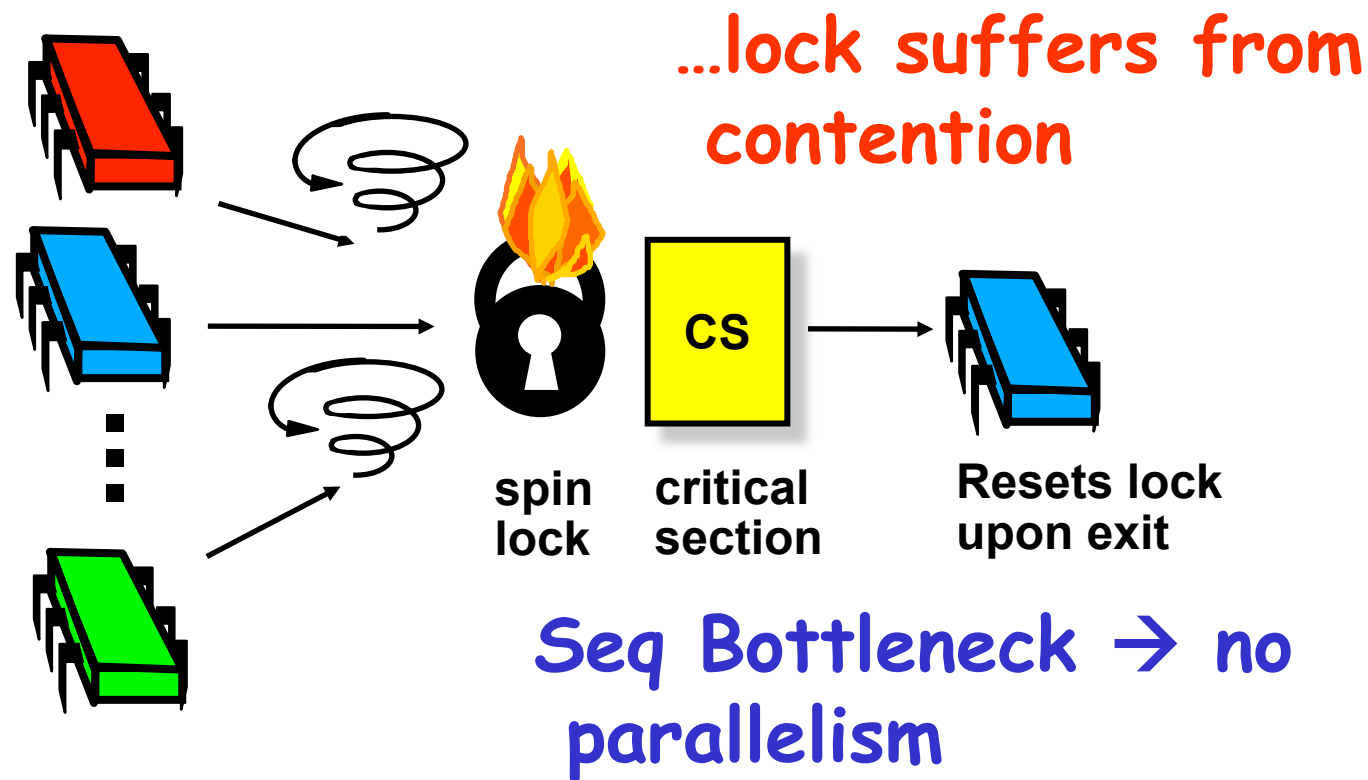 …lock suffers from
contention
CS
spin
lock
critical
section
Resets lock
upon exit
Seq Bottleneck → no
parallelism